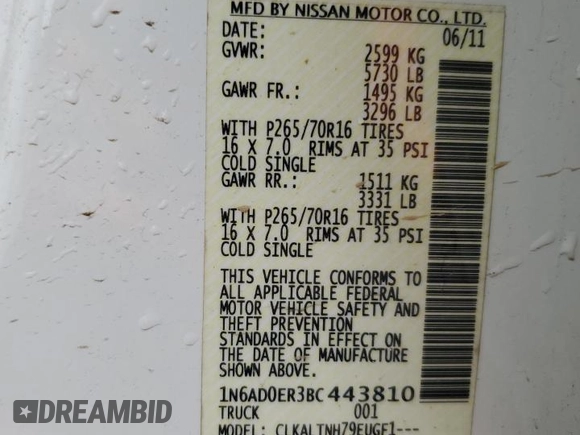 MFD BY NISSAN MOTOR CO., LTD.
DATE: 06/11
GVWR: 2599 KG
5730 LB
GAWR FR.: 1495 KG
3296 LB
WITH P265/70R16 TIRES
16 X 7.0 RIMS AT 35 PSI
COLD SINGLE
GAWR RR.: 1511 KG
3331 LB
WITH P265/70R16 TIRES
16 X 7.0 RIMS AT 35 PSI
COLD SINGLE
THIS VEHICLE CONFORMS TO
ALL APPLICABLE FEDERAL
MOTOR VEHICLE SAFETY AND
THEFT PREVENTION
STANDARDS IN EFFECT ON
THE DATE OF MANUFACTURE
SHOWN ABOVE.
1N6AD0ER3BC443810
TRUCK 001
MODEL: CLKALTNH79EUGE1---
DREAMBID